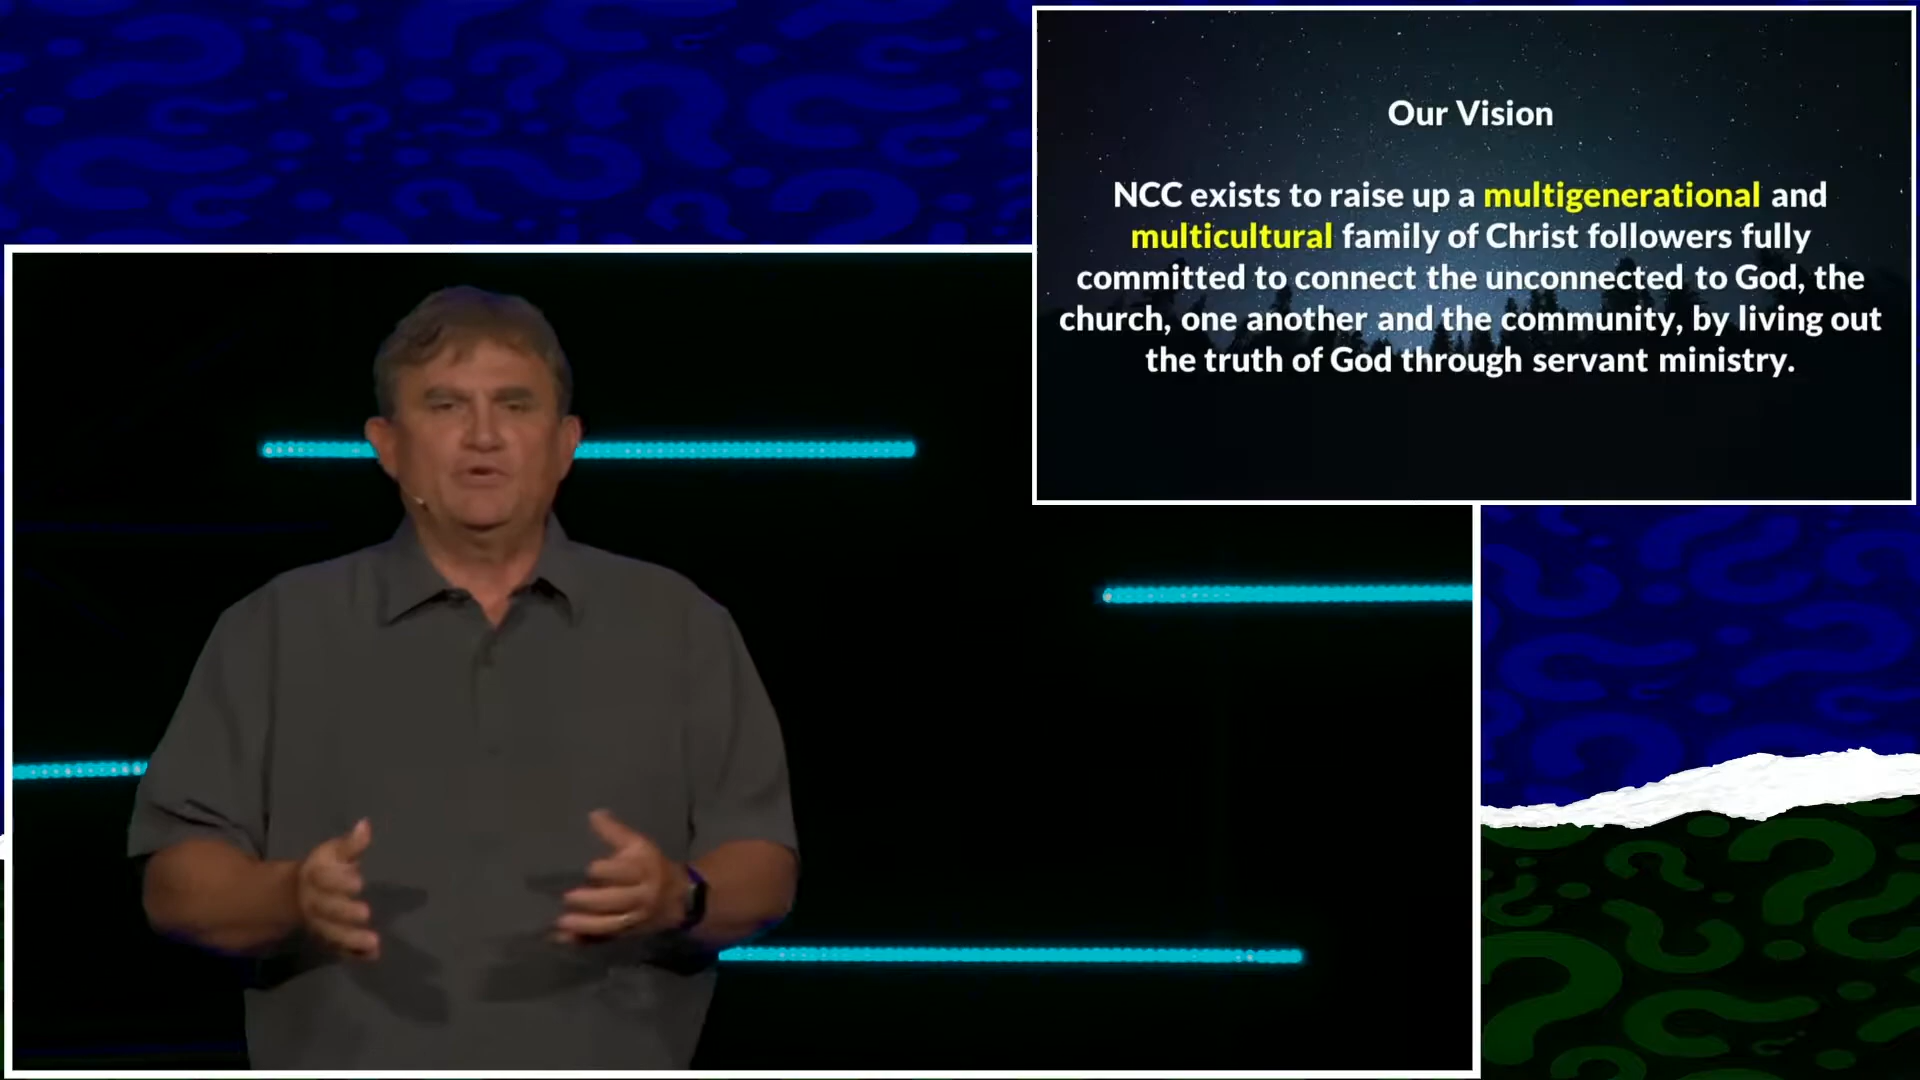 Our Vision
NCC exists to raise up a multigenerational and
multicultural family of Christ followers fully
committed to connect the unconnected to God, the
church, one another and the community, by living out
the truth of God through servant ministry.